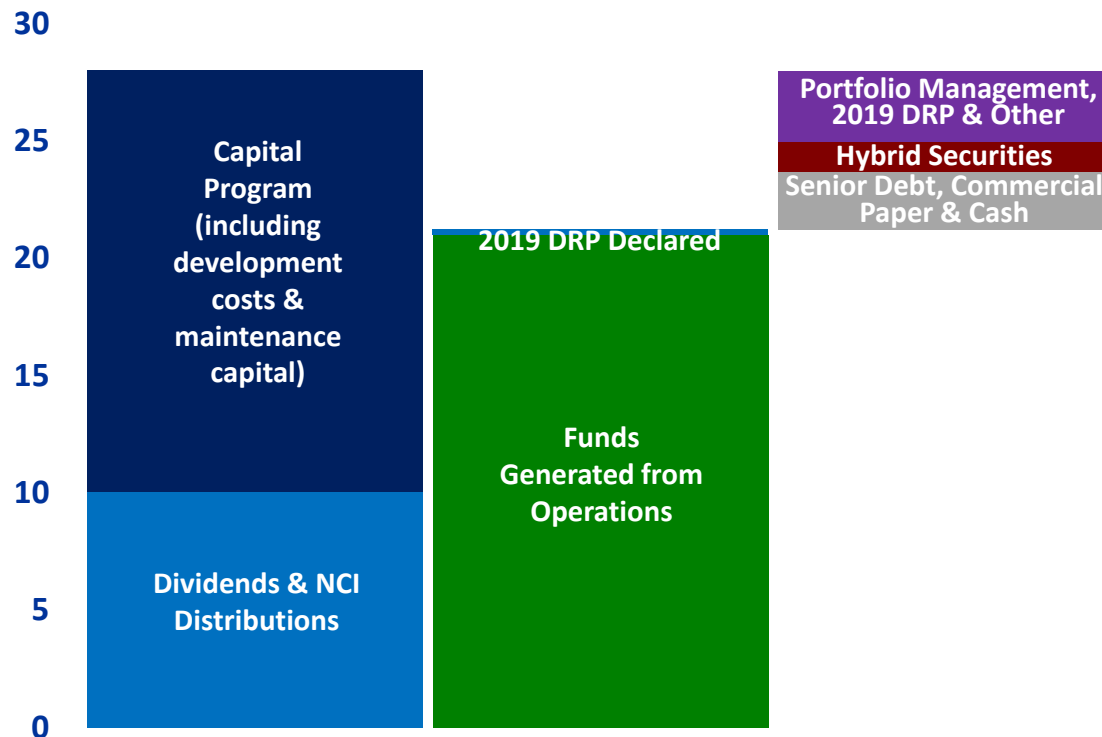 30
25
20
15
10
5
0
Capital
Program
(including
development
costs &
maintenance
capital)
Dividends & NCI
Distributions
2019 DRP Declared
Funds
Generated from
Operations
Portfolio Management,
2019 DRP & Other
Hybrid Securities
Senior Debt, Commercial
Paper & Cash